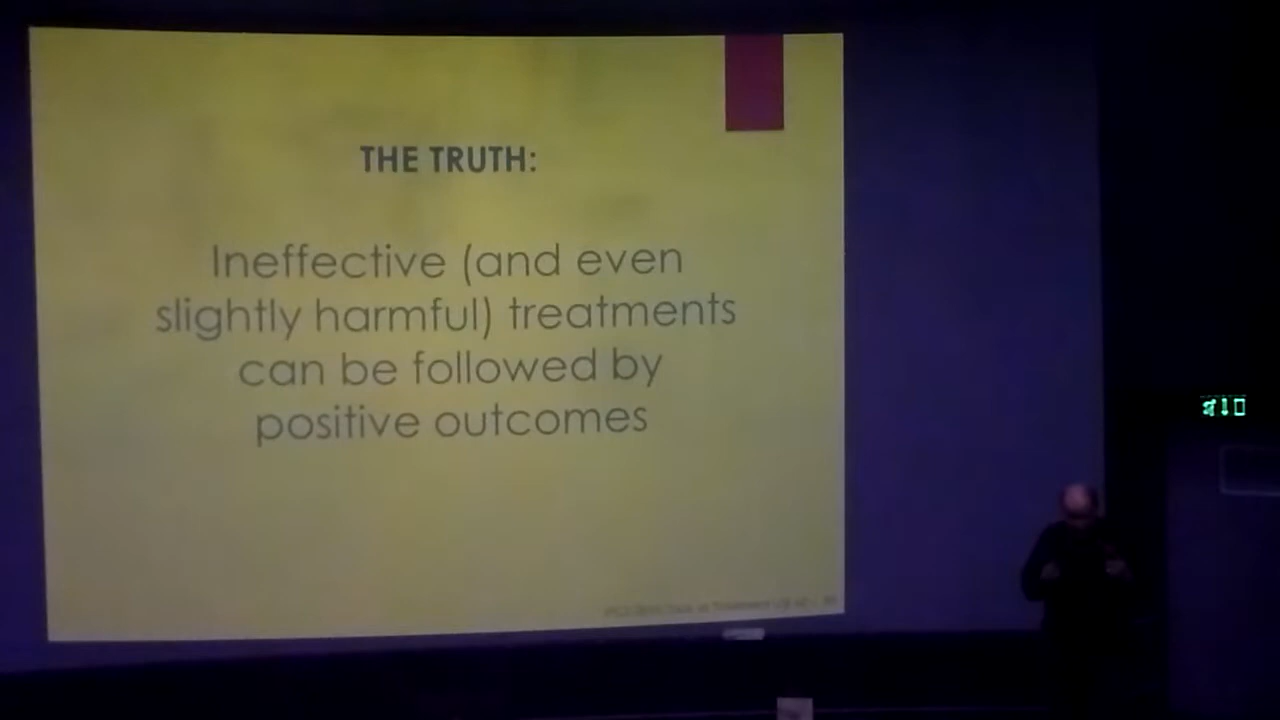 THE TRUTH:
Ineffective (and even
slightly harmful) treatments
can be followed by
positive outcomes